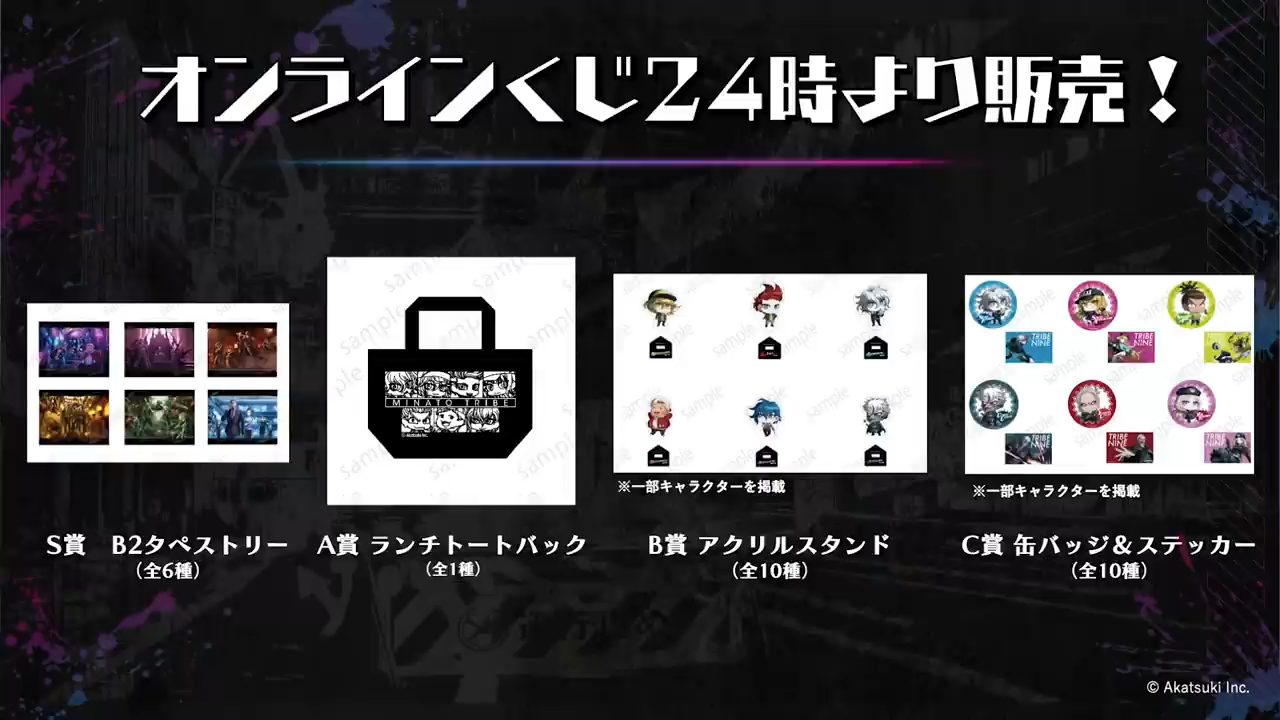 オンラインくじ24時より販売！
sample
MINATO TRIBE
© Akatsuki Inc.
TRIBE NINE
※一部キャラクターを掲載
※一部キャラクターを掲載
S賞　B2タペストリー
（全6種）
A賞 ランチトートバック
（全1種）
B賞 アクリルスタンド
（全10種）
C賞 缶バッジ＆ステッカー
（全10種）
© Akatsuki Inc.